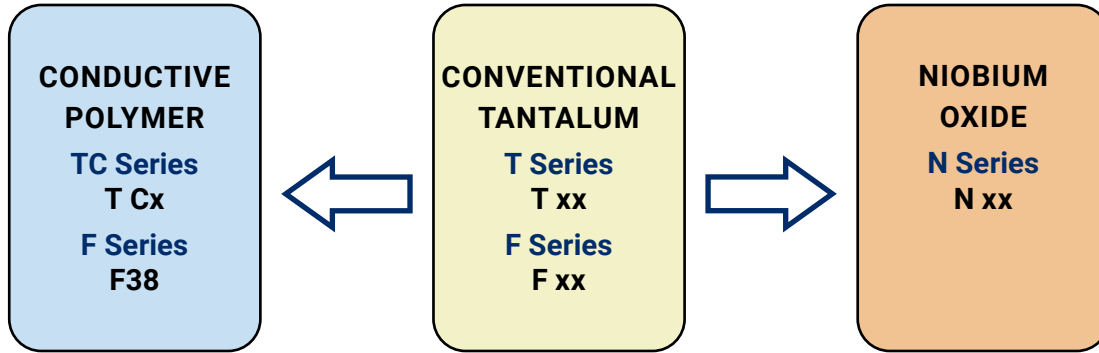 CONDUCTIVE
POLYMER
TC Series
T Cx
F Series
F38
CONVENTIONAL
TANTALUM
T Series
T xx
F Series
F xx
NIOBIUM
OXIDE
N Series
N xx